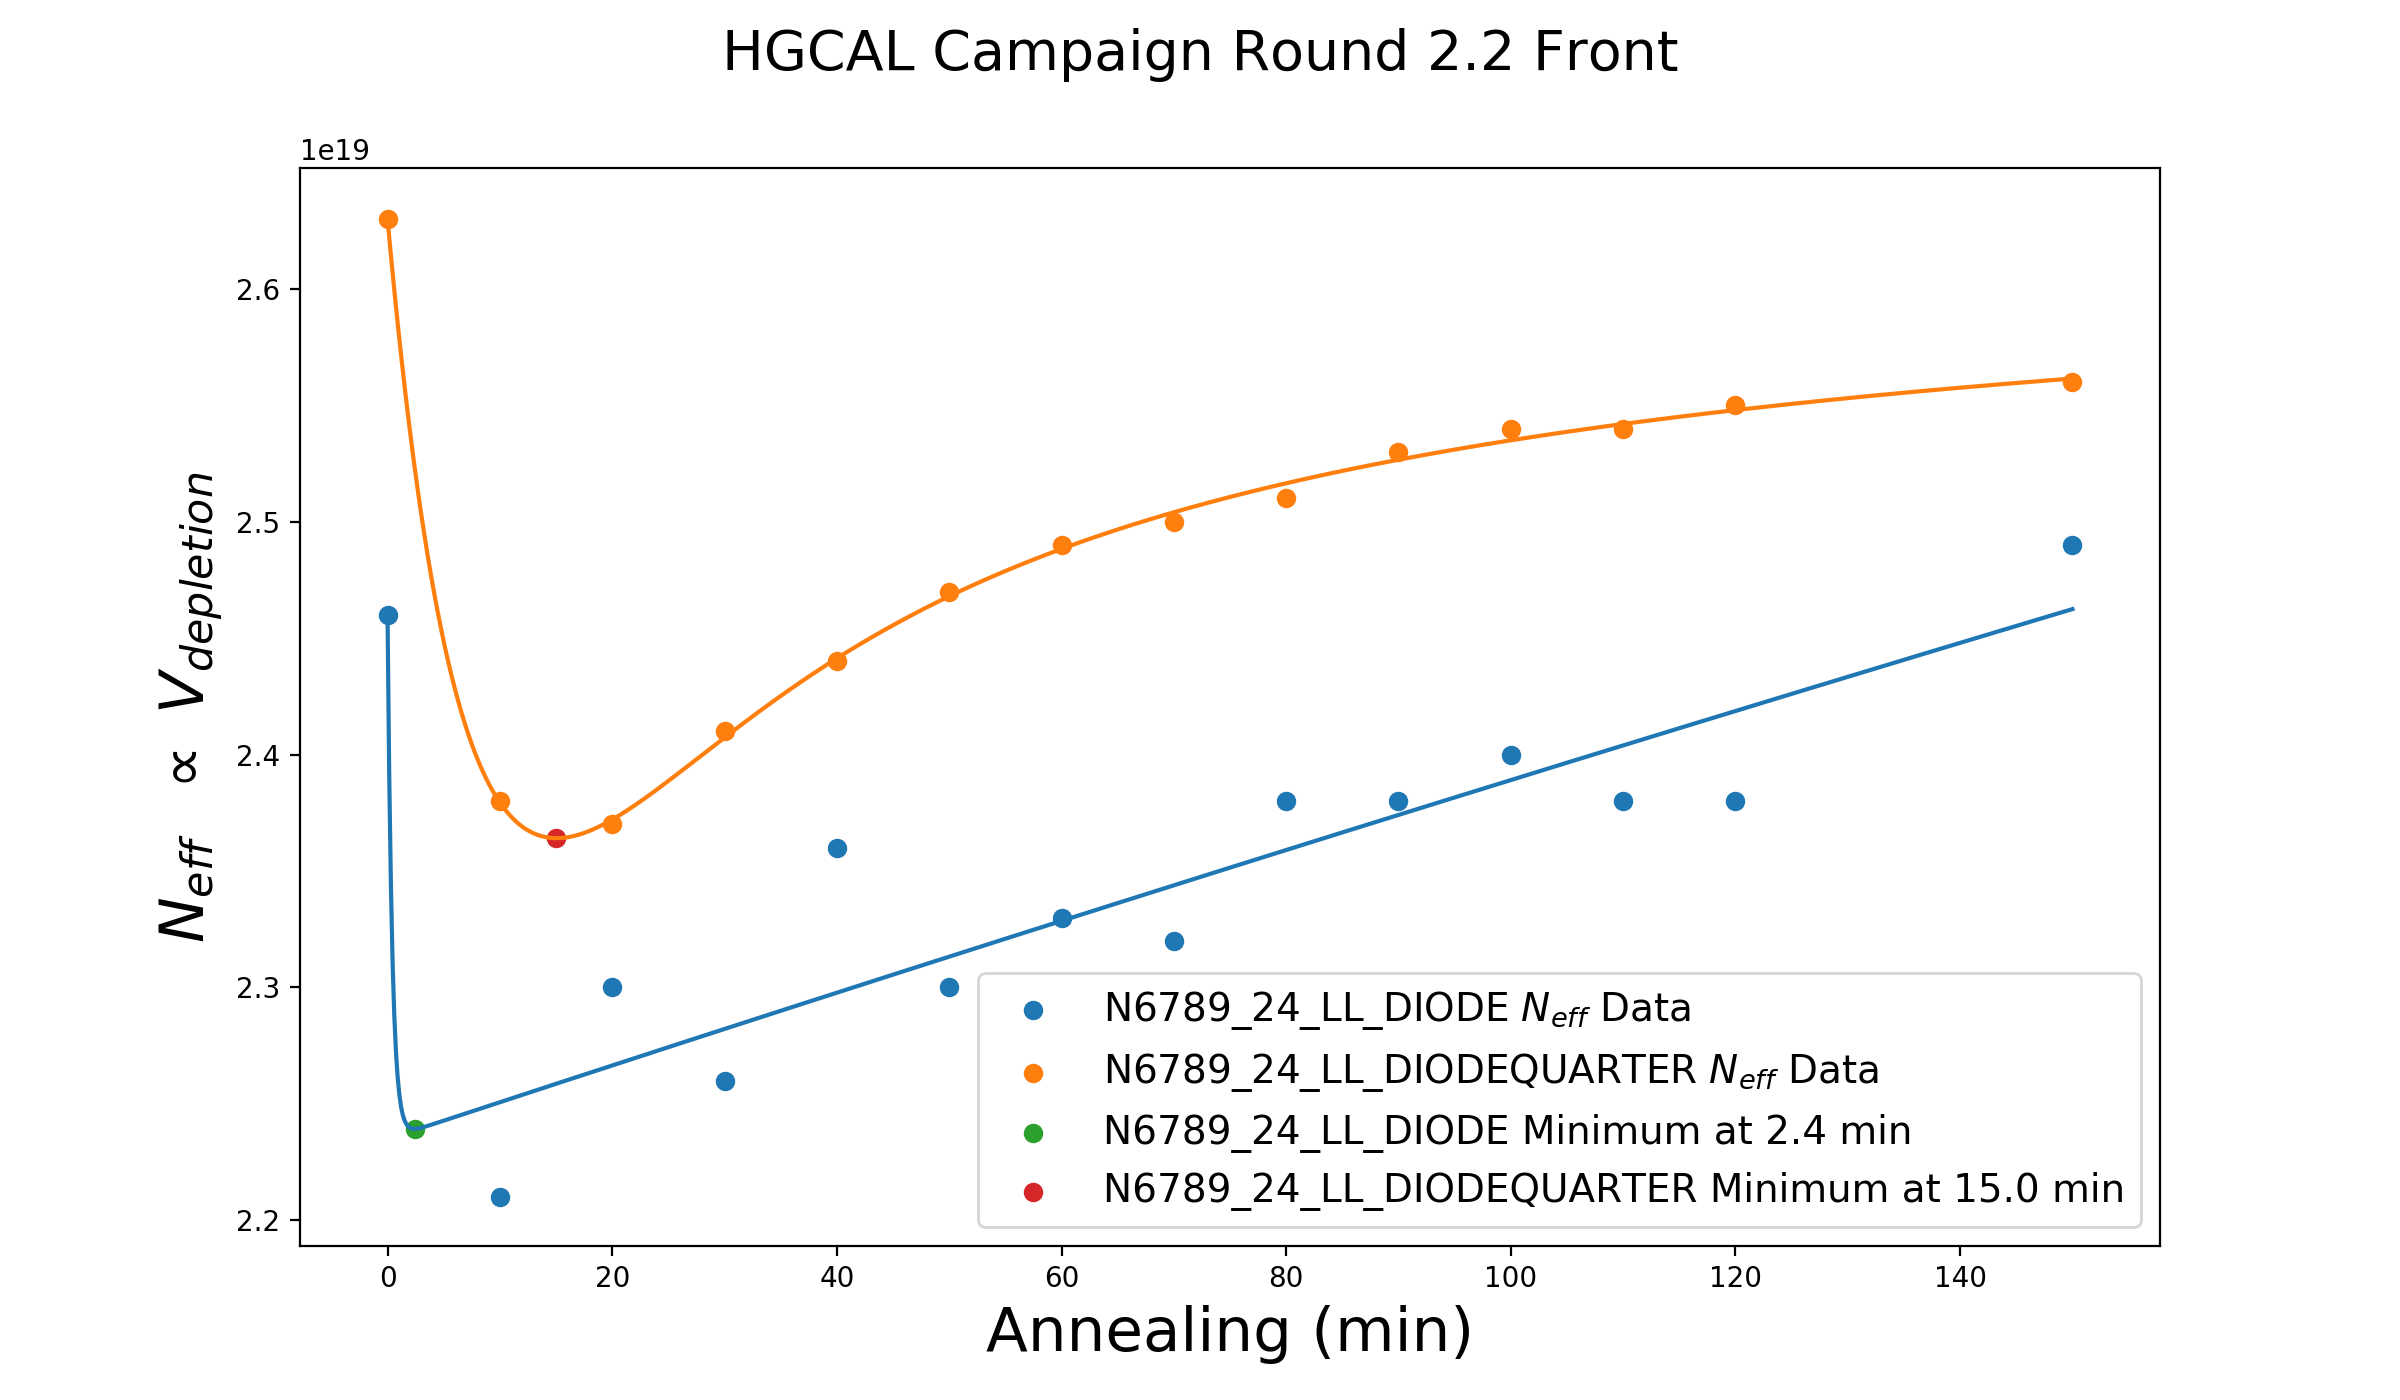 HGCAL Campaign Round 2.2 Front
1e19
2.6
2.5
2.4
2.3
2.2
N_eff ∝ V_depletion
N6789_24_LL_DIODE N_eff Data
N6789_24_LL_DIODEQUARTER N_eff Data
N6789_24_LL_DIODE Minimum at 2.4 min
N6789_24_LL_DIODEQUARTER Minimum at 15.0 min
0 20 40 60 80 100 120 140
Annealing (min)